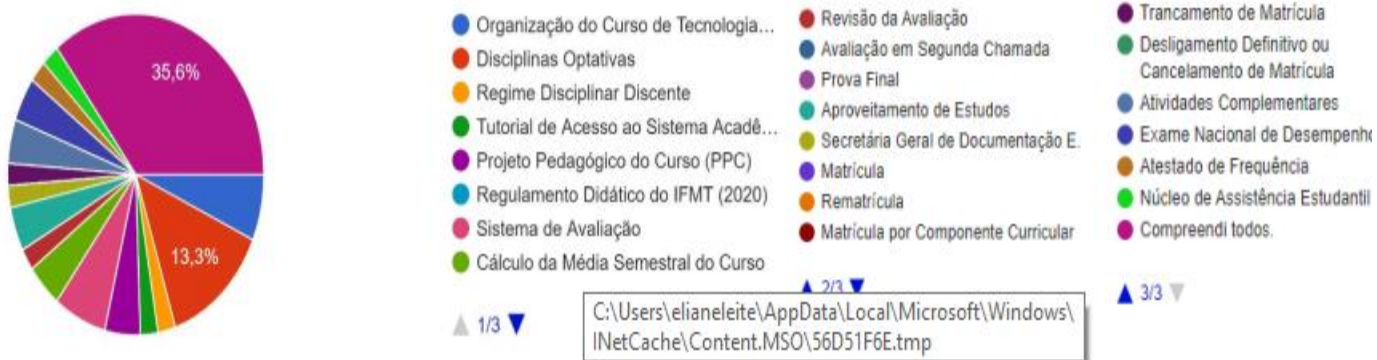 35,6%
13,3%
Organização do Curso de Tecnologia...
Disciplinas Optativas
Regime Disciplinar Discente
Tutorial de Acesso ao Sistema Acadê...
Projeto Pedagógico do Curso (PPC)
Regulamento Didático do IFMT (2020)
Sistema de Avaliação
Cálculo da Média Semestral do Curso
1/3
Revisão da Avaliação
Avaliação em Segunda Chamada
Prova Final
Aproveitamento de Estudos
Secretária Geral de Documentação E.
Matrícula
Rematrícula
Matrícula por Componente Curricular
2/3
Trancamento de Matrícula
Desligamento Definitivo ou
Cancelamento de Matrícula
Atividades Complementares
Exame Nacional de Desempenho
Atestado de Frequência
Núcleo de Assistência Estudantil
Compreendi todos.
3/3
C:\Users\elianeleite\AppData\Local\Microsoft\Windows\
INetCache\Content.MSO\56D51F6E.tmp